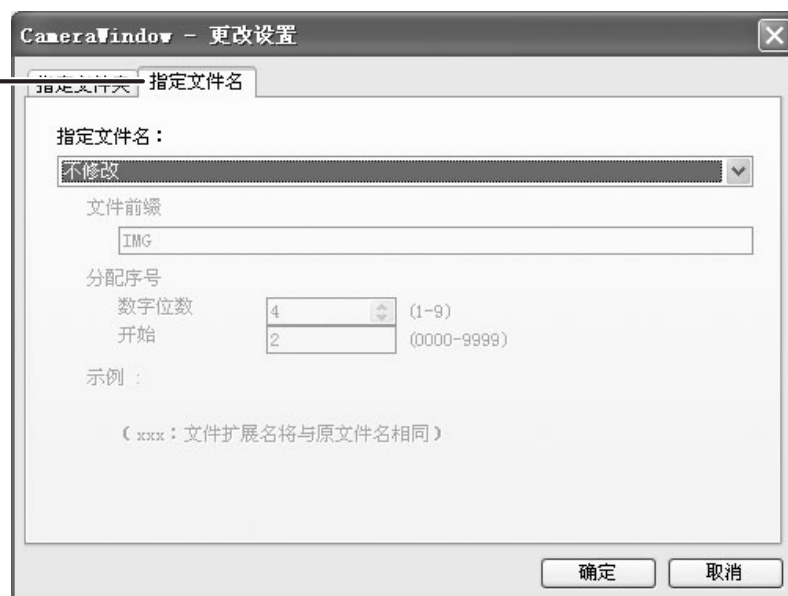 CameraWindow - 更改设置
指定文件夹 指定文件名
指定文件名：
不修改
文件前缀
IMG
分配序号
数字位数 4 (1-9)
开始 2 (0000-9999)
示例 :
(xxx：文件扩展名将与原文件名相同)
确定 取消